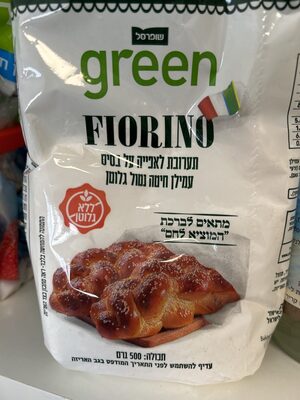 שופרסל
green
FIORINO
תערובת לאפייה על בסיס
עמילן חיטה נטול גלוטן
ללא
גלוטן
מתאים לברכת
"המוציא לחם"
תכולה: 500 גרם
עדיף להשתמש לפני התאריך המודפס בגב האריזה